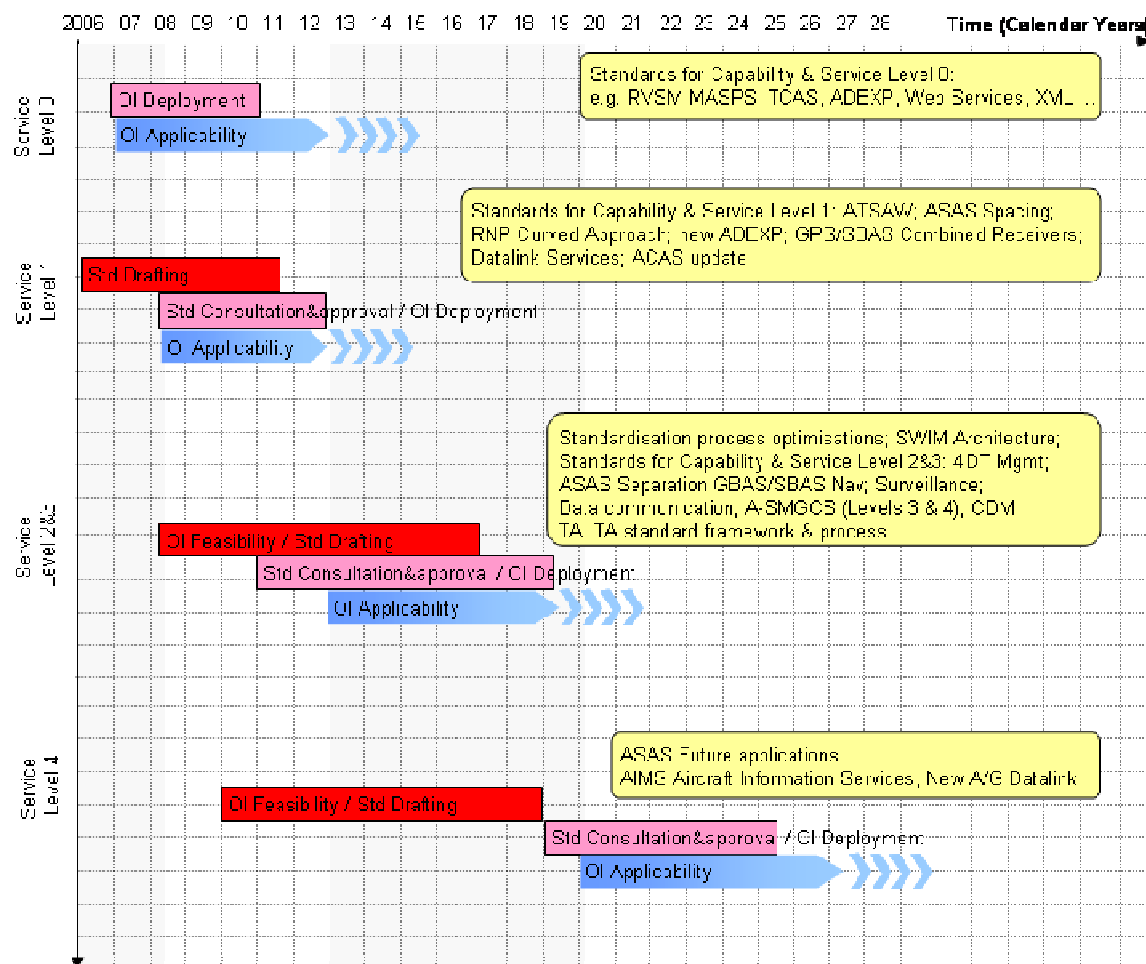 2006 07 08 09 10 11 12 13 14 15 16 17 18 19 20 21 22 23 24 25 26 27 28 Time (Calendar Years)
Service
Level 0
OI Deployment
OI Applicability
Standards for Capability & Service Level 0:
e.g. RVSM MASPS, TCAS, ADEXP, Web Services, XML ...
Service
Level 1
Standards for Capability & Service Level 1: ATSAW; ASAS Spacing;
RNP Curved Approach; new ADEXP; GPS/SBAS Combined Receivers;
Datalink Services; ACAS update
Std Drafting
Std Consultation&approval / OI Deployment
OI Applicability
Service
Level 2&3
Standardisation process optimisations; SWIM Architecture;
Standards for Capability & Service Level 2&3: 4DT Mgmt;
ASAS Separation GBAS/SBAS Nav; Surveillance;
Data communication, A-SMGCS (Levels 3 & 4), CDM
standard framework & process
OI Feasibility / Std Drafting
Std Consultation&approval / OI Deployment
OI Applicability
Service
Level 4
ASAS Future applications
Aircraft Information Services, New A/G Datalink
OI Feasibility / Std Drafting
Std Consultation&approval / OI Deployment
OI Applicability